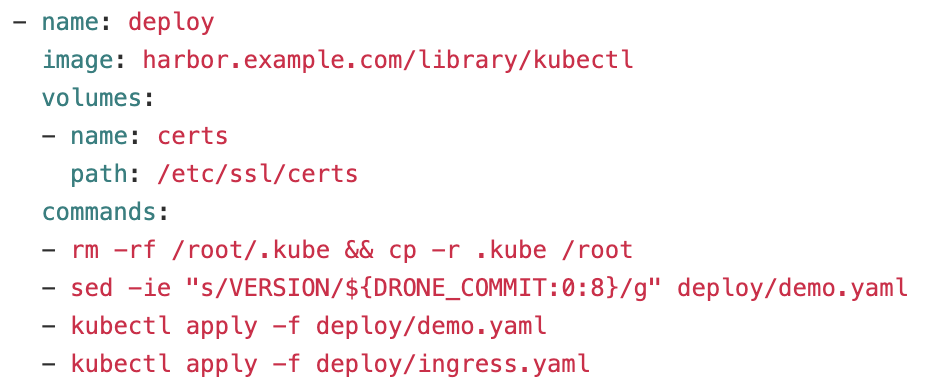 - name: deploy
  image: harbor.example.com/library/kubectl
  volumes:
  - name: certs
    path: /etc/ssl/certs
  commands:
  - rm -rf /root/.kube && cp -r .kube /root
  - sed -ie "s/VERSION/${DRONE_COMMIT:0:8}/g" deploy/demo.yaml
  - kubectl apply -f deploy/demo.yaml
  - kubectl apply -f deploy/ingress.yaml